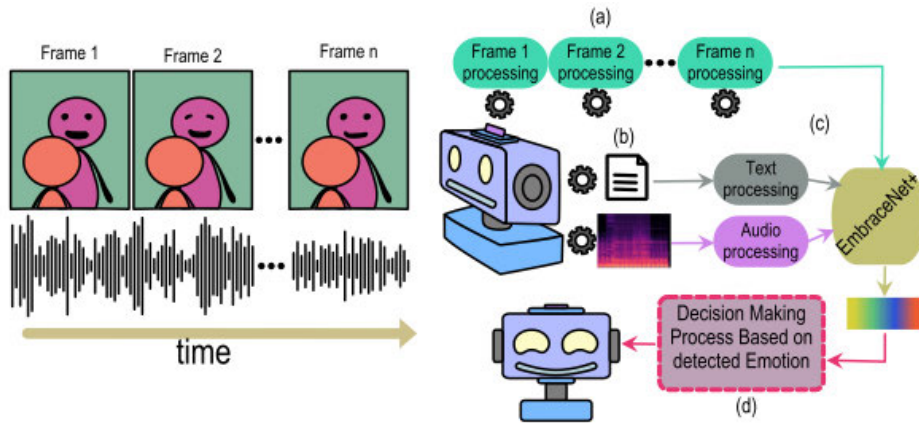 Frame 1
Frame 2
Frame n
time
(a)
Frame 1
processing
Frame 2
processing
Frame n
processing
(b)
(c)
Text
processing
Audio
processing
EmbraceNet+
Decision Making
Process Based on
detected Emotion
(d)